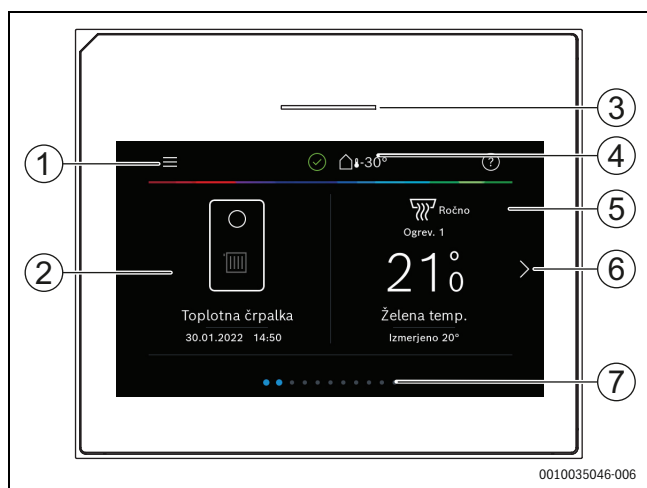 -30° ?
Ročno
Ogrev. 1
21°0
Toplotna črpalka
Želena temp.
30.01.2022 14:50
Izmerjeno 20°
1
2
3
4
5
6
7
0010035046-006